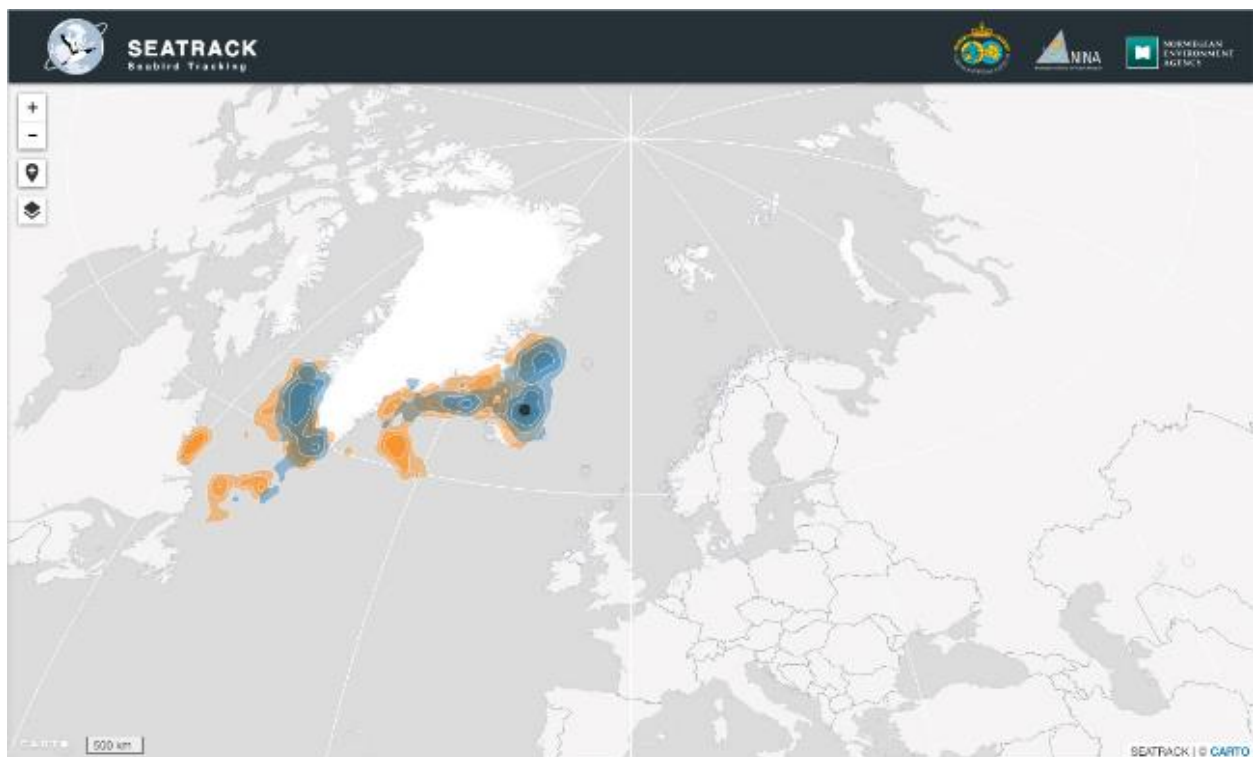 SEATRACK
Seabird Tracking
NINA
NORWEGIAN
ENVIRONMENT
AGENCY
+
−
500 km
SEATRACK | © CARTO